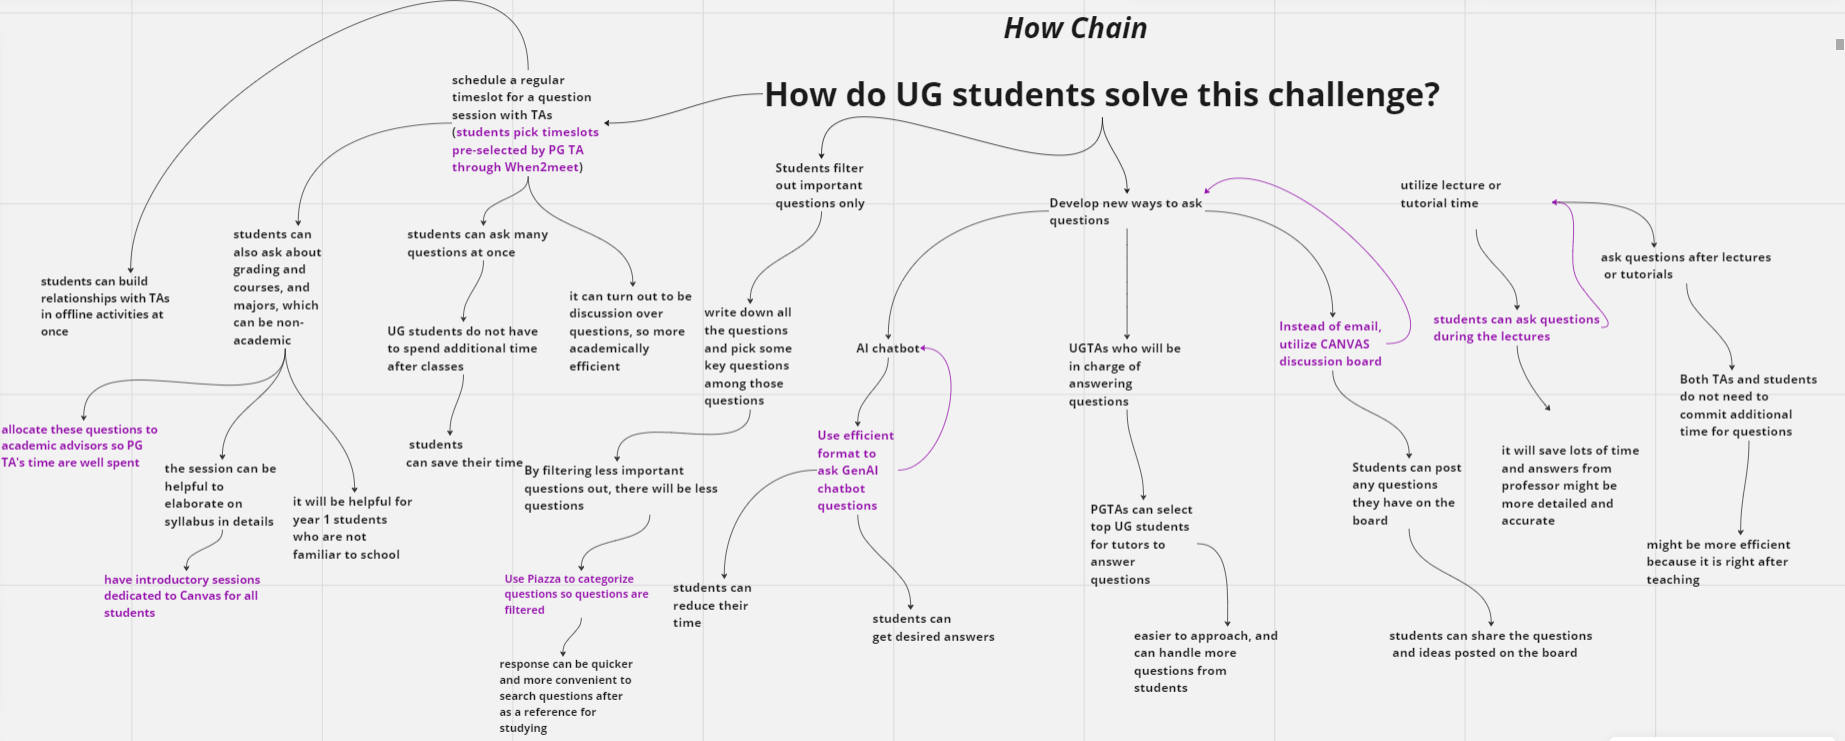 How Chain
How do UG students solve this challenge?
schedule a regular
timeslot for a question
session with TAs
(students pick timeslots
pre-selected by PG TA
through When2meet)
students can build
relationships with TAs
in offline activities at
once
students can
also ask about
grading and
courses, and
majors, which
can be non-
academic
allocate these questions to
academic advisors so PG
TA's time are well spent
the session can be
helpful to
elaborate on
syllabus in details
have introductory sessions
dedicated to Canvas for all
students
it will be helpful for
year 1 students
who are not
familiar to school
students can ask many
questions at once
UG students do not have
to spend additional time
after classes
students
can save their time
it can turn out to be
discussion over
questions, so more
academically
efficient
Students filter
out important
questions only
write down all
the questions
and pick some
key questions
among those
questions
By filtering less important
questions out, there will be less
questions
Use Piazza to categorize
questions so questions are
filtered
response can be quicker
and more convenient to
search questions after
as a reference for
studying
Develop new ways to ask
questions
AI chatbot
Use efficient
format to
ask GenAI
chatbot
questions
students can
reduce their
time
students can
get desired answers
UGTAs who will be
in charge of
answering
questions
PGTAs can select
top UG students
for tutors to
answer
questions
easier to approach, and
can handle more
questions from
students
Instead of email,
utilize CANVAS
discussion board
Students can post
any questions
they have on the
board
students can share the questions
and ideas posted on the board
utilize lecture or
tutorial time
students can ask questions
during the lectures
it will save lots of time
and answers from
professor might be
more detailed and
accurate
ask questions after lectures
or tutorials
Both TAs and students
do not need to
commit additional
time for questions
might be more efficient
because it is right after
teaching